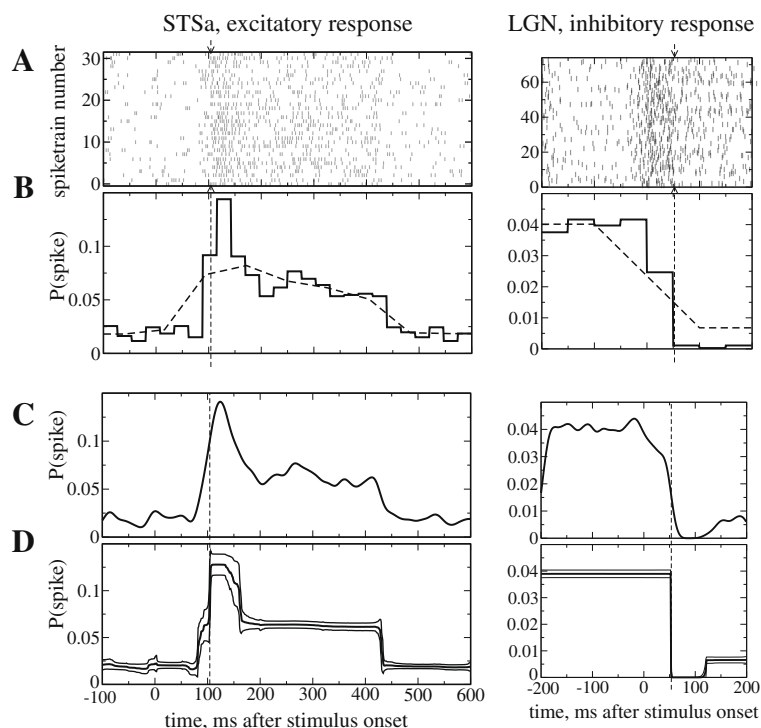 STSa, excitatory response
LGN, inhibitory response
A
spiketrain number
30
20
10
0
60
40
20
0
B
P(spike)
0.1
0.05
0
0.04
0.03
0.02
0.01
0
C
P(spike)
0.1
0.05
0
0.04
0.03
0.02
0.01
0
D
P(spike)
0.1
0.05
0
0.04
0.03
0.02
0.01
0
-100 0 100 200 300 400 500 600
-200 -100 0 100 200
time, ms after stimulus onset
time, ms after stimulus onset